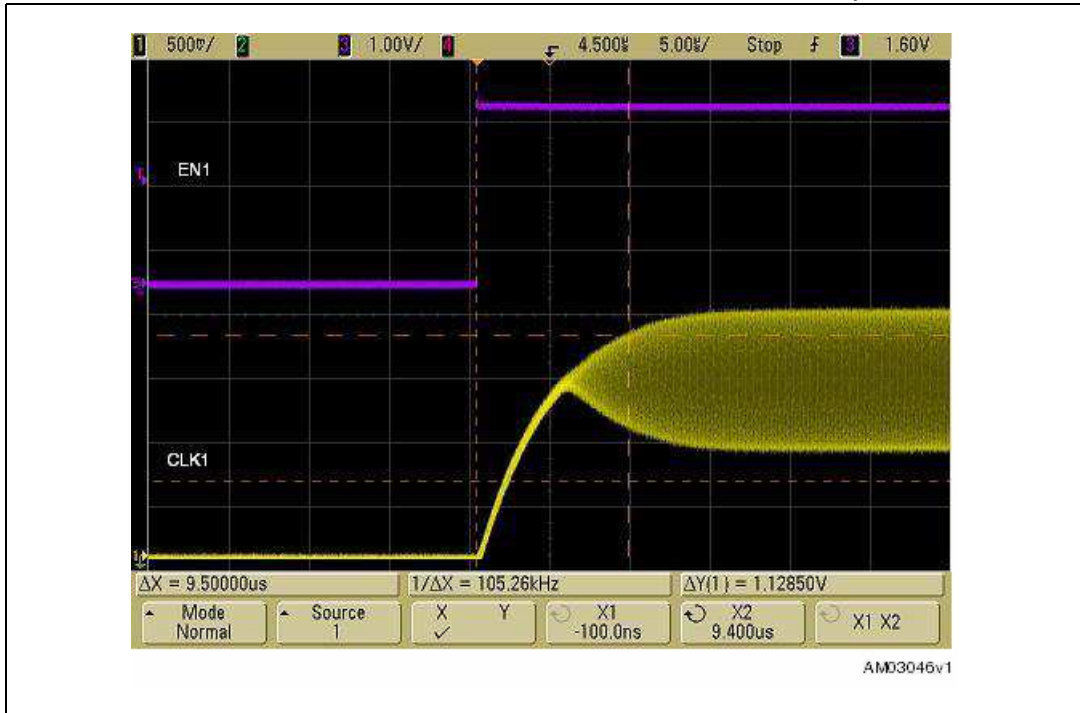 1 500㎷/ 2 3 1.00V/ 4 4.500㎲ 5.00㎲/ Stop 3 1.60V
EN1
CLK1
ΔX = 9.50000us 1/ΔX = 105.26kHz ΔY(1) = 1.12850V
Mode Source X Y X1 X2 X1 X2
Normal 1 ✓ -100.0ns 9.400us
AM03046v1